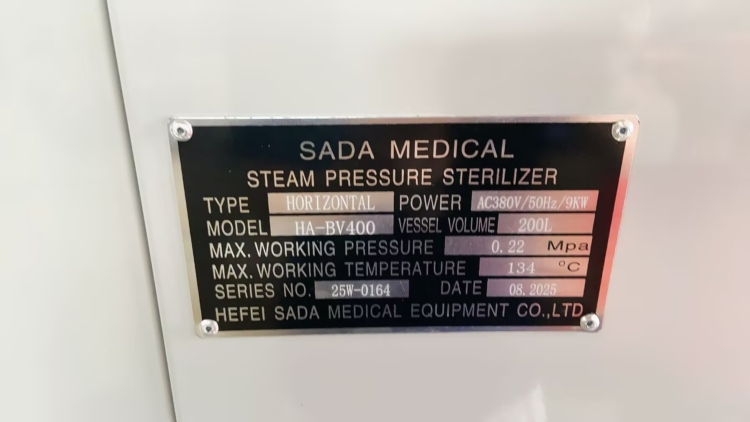 SADA MEDICAL
STEAM PRESSURE STERILIZER
TYPE HORIZONTAL POWER AC380V/50Hz/9KW
MODEL HA-BV400 VESSEL VOLUME 200L
MAX. WORKING PRESSURE 0.22 Mpa
MAX. WORKING TEMPERATURE 134 °C
SERIES NO. 25W-0164 DATE 08.2025
HEFEI SADA MEDICAL EQUIPMENT CO.,LTD